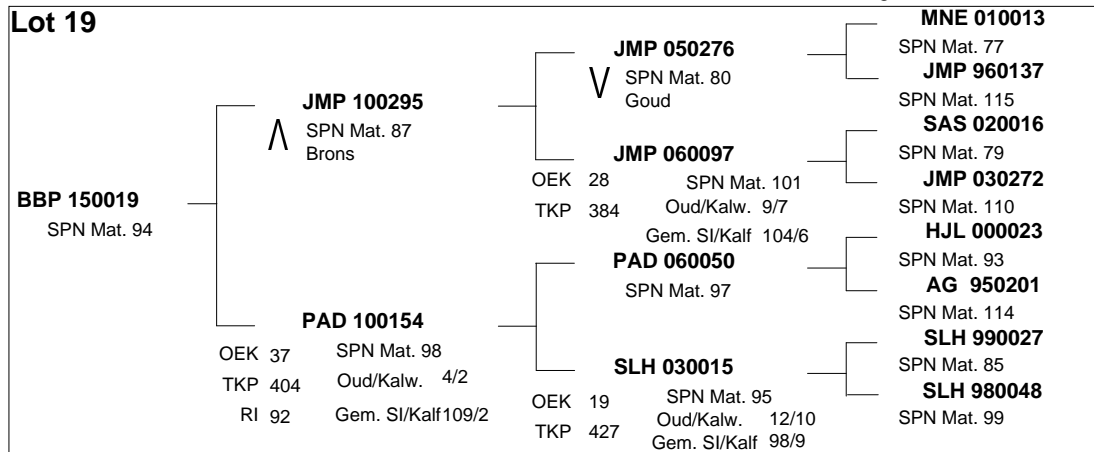 Lot 19
BBP 150019
SPN Mat. 94
JMP 100295
SPN Mat. 87
Brons
PAD 100154
OEK 37 SPN Mat. 98
TKP 404 Oud/Kalw. 4/2
RI 92 Gem. SI/Kalf 109/2
JMP 050276
SPN Mat. 80
Goud
JMP 060097
OEK 28 SPN Mat. 101
TKP 384 Oud/Kalw. 9/7
Gem. SI/Kalf 104/6
PAD 060050
SPN Mat. 97
SLH 030015
OEK 19 SPN Mat. 95
TKP 427 Oud/Kalw. 12/10
Gem. SI/Kalf 98/9
MNE 010013
SPN Mat. 77
JMP 960137
SPN Mat. 115
SAS 020016
SPN Mat. 79
JMP 030272
SPN Mat. 110
HJL 000023
SPN Mat. 93
AG 950201
SPN Mat. 114
SLH 990027
SPN Mat. 85
SLH 980048
SPN Mat. 99